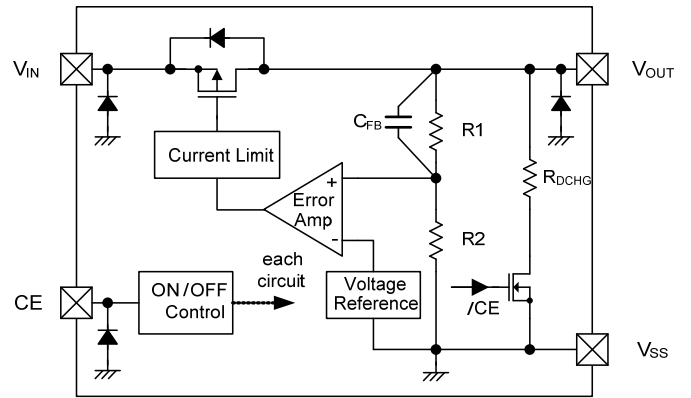 VIN
VOUT
CFB
R1
Current Limit
RDCHG
+
Error
Amp
-
R2
each
circuit
Voltage
Reference
CE
ON/OFF
Control
/CE
VSS